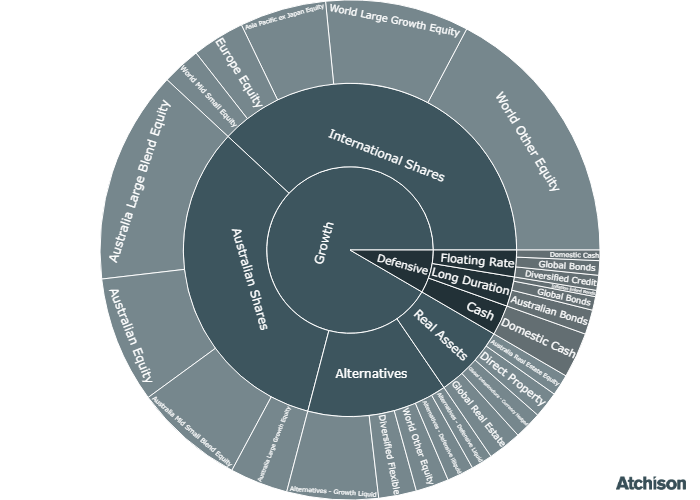 Growth
Defensive
International Shares
Australian Shares
Alternatives
Real Assets
Cash
Long Duration
Floating Rate
World Other Equity
World Large Growth Equity
Asia Pacific ex Japan Equity
Europe Equity
World Mid Small Equity
Australia Large Blend Equity
Australian Equity
Australia Mid Small Blend Equity
Australia Large Growth Equity
Alternatives - Growth Liquid
Diversified Flexible
World Other Equity
Alternatives - Defensive Illiquid
Alternatives - Defensive Liquid
Global Real Estate
Global Infrastructure - Currency Hedged
Direct Property
Australia Real Estate Equity
Domestic Cash
Australian Bonds
Global Bonds
Diversified Credit
Global Bonds
Domestic Cash
Atchison